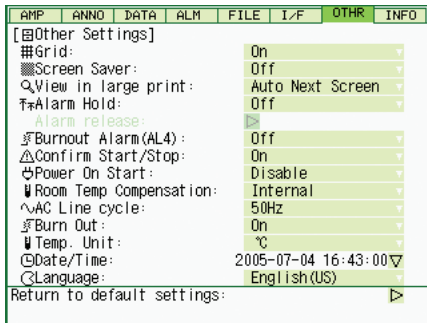 AMP ANNO DATA ALM FILE I/F OTHR INFO
[Other Settings]
Grid: On
Screen Saver: Off
View in large print: Auto Next Screen
Alarm Hold: Off
Alarm release:
Burnout Alarm(AL4): Off
Confirm Start/Stop: On
Power On Start: Disable
Room Temp Compensation: Internal
AC Line cycle: 50Hz
Burn Out: On
Temp. Unit: ℃
Date/Time: 2005-07-04 16:43:00
Language: English(US)
Return to default settings: